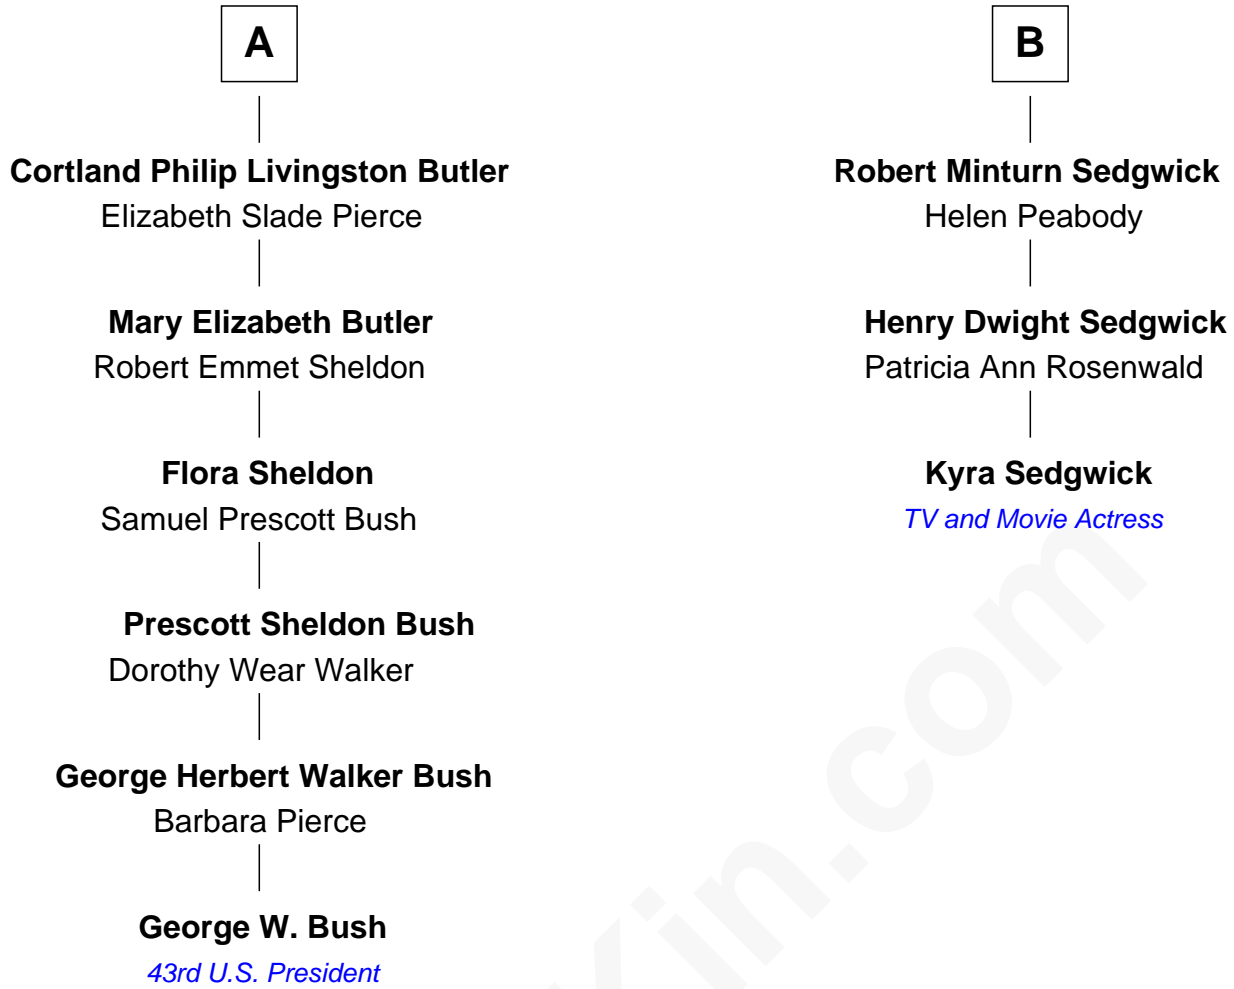 A
Cortland Philip Livingston Butler
Elizabeth Slade Pierce
Mary Elizabeth Butler
Robert Emmet Sheldon
Flora Sheldon
Samuel Prescott Bush
Prescott Sheldon Bush
Dorothy Wear Walker
George Herbert Walker Bush
Barbara Pierce
George W. Bush
43rd U.S. President
B
Robert Minturn Sedgwick
Helen Peabody
Henry Dwight Sedgwick
Patricia Ann Rosenwald
Kyra Sedgwick
TV and Movie Actress
Kin.com